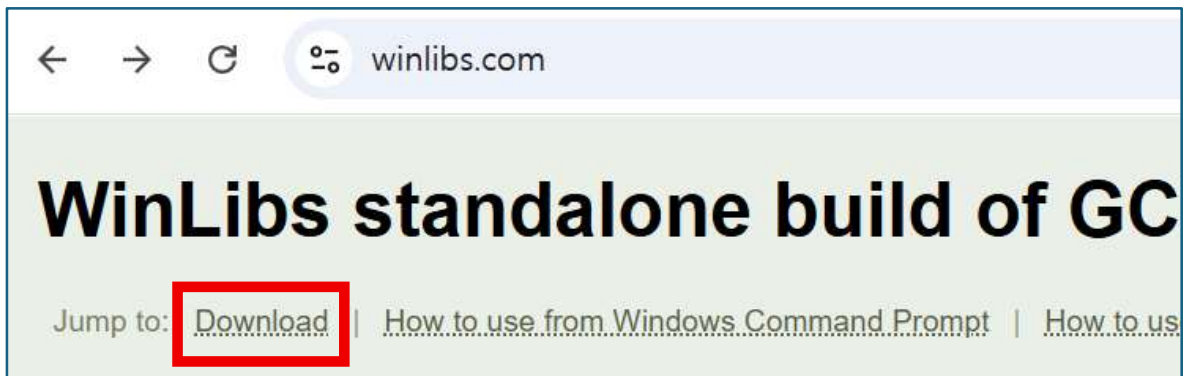 winlibs.com
WinLibs standalone build of GC
Jump to: Download | How to use from Windows Command Prompt | How to us